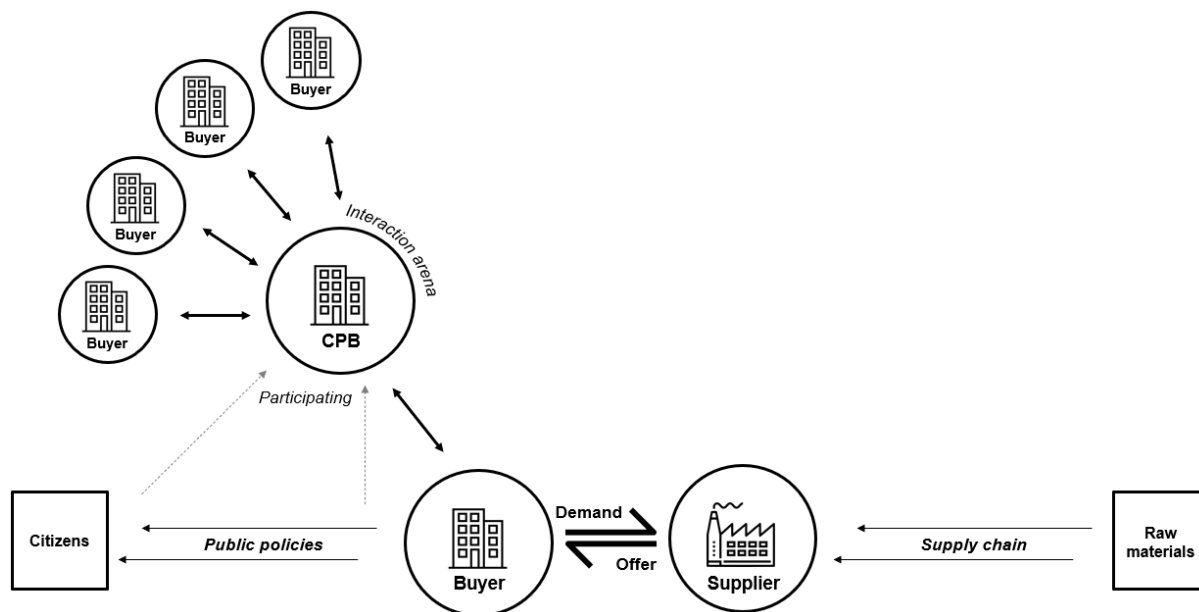 Buyer
Buyer
Buyer
Buyer
Interaction arena
CPB
Participating
Citizens
Public policies
Buyer
Demand
Offer
Supplier
Supply chain
Raw
materials